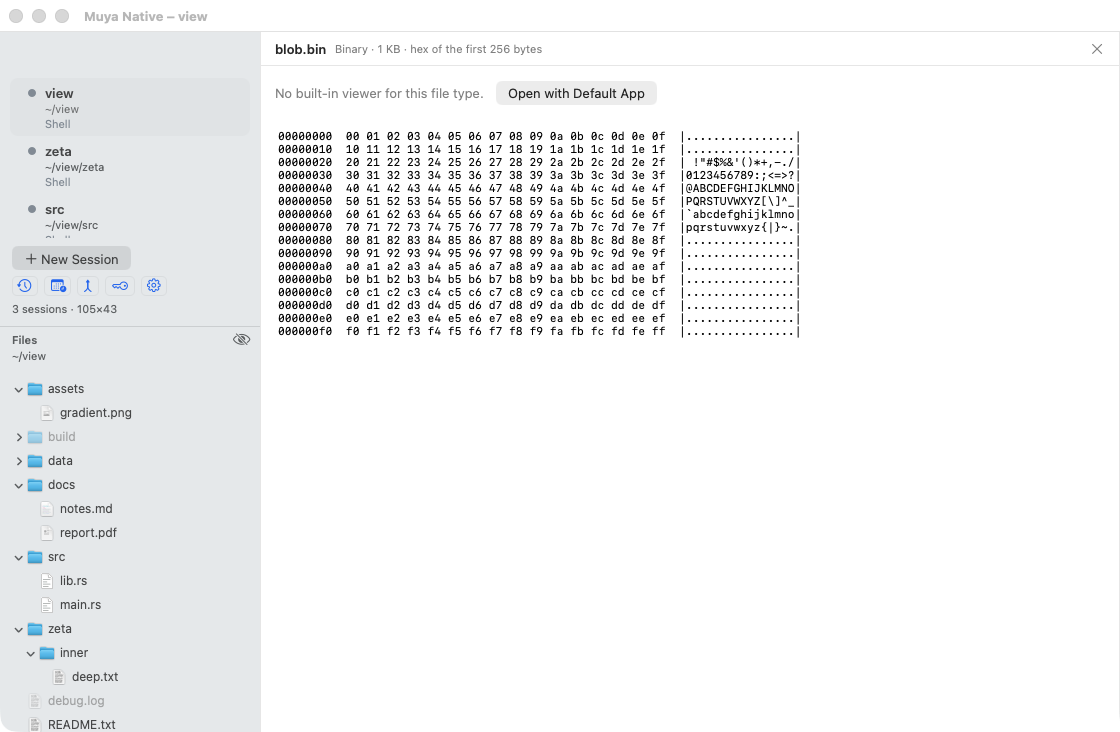 Muya Native – view
view
~/view
Shell
zeta
~/view/zeta
Shell
src
~/view/src
+ New Session
3 sessions · 105×43
Files
~/view
assets
gradient.png
build
data
docs
notes.md
report.pdf
src
lib.rs
main.rs
zeta
inner
deep.txt
debug.log
README.txt
blob.bin Binary · 1 KB · hex of the first 256 bytes
No built-in viewer for this file type. Open with Default App
00000000  00 01 02 03 04 05 06 07 08 09 0a 0b 0c 0d 0e 0f  |................|
00000010  10 11 12 13 14 15 16 17 18 19 1a 1b 1c 1d 1e 1f  |................|
00000020  20 21 22 23 24 25 26 27 28 29 2a 2b 2c 2d 2e 2f  | !"#$%&'()*+,-./|
00000030  30 31 32 33 34 35 36 37 38 39 3a 3b 3c 3d 3e 3f  |0123456789:;<=>?|
00000040  40 41 42 43 44 45 46 47 48 49 4a 4b 4c 4d 4e 4f  |@ABCDEFGHIJKLMNO|
00000050  50 51 52 53 54 55 56 57 58 59 5a 5b 5c 5d 5e 5f  |PQRSTUVWXYZ[\]^_|
00000060  60 61 62 63 64 65 66 67 68 69 6a 6b 6c 6d 6e 6f  |`abcdefghijklmno|
00000070  70 71 72 73 74 75 76 77 78 79 7a 7b 7c 7d 7e 7f  |pqrstuvwxyz{|}~.|
00000080  80 81 82 83 84 85 86 87 88 89 8a 8b 8c 8d 8e 8f  |................|
00000090  90 91 92 93 94 95 96 97 98 99 9a 9b 9c 9d 9e 9f  |................|
000000a0  a0 a1 a2 a3 a4 a5 a6 a7 a8 a9 aa ab ac ad ae af  |................|
000000b0  b0 b1 b2 b3 b4 b5 b6 b7 b8 b9 ba bb bc bd be bf  |................|
000000c0  c0 c1 c2 c3 c4 c5 c6 c7 c8 c9 ca cb cc cd ce cf  |................|
000000d0  d0 d1 d2 d3 d4 d5 d6 d7 d8 d9 da db dc dd de df  |................|
000000e0  e0 e1 e2 e3 e4 e5 e6 e7 e8 e9 ea eb ec ed ee ef  |................|
000000f0  f0 f1 f2 f3 f4 f5 f6 f7 f8 f9 fa fb fc fd fe ff  |................|